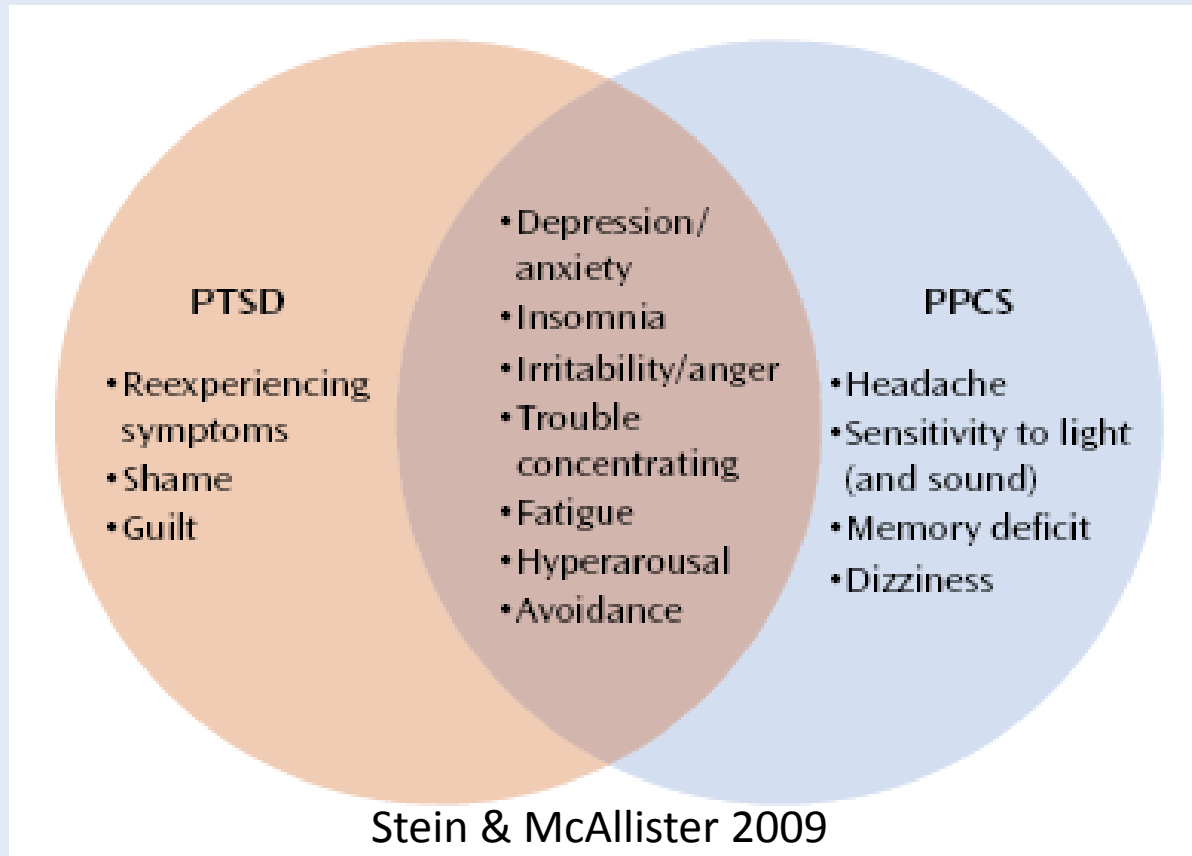 PTSD
•Reexperiencing
symptoms
•Shame
•Guilt
•Depression/
anxiety
•Insomnia
•Irritability/anger
•Trouble
concentrating
•Fatigue
•Hyperarousal
•Avoidance
PPCS
•Headache
•Sensitivity to light
(and sound)
•Memory deficit
•Dizziness
Stein & McAllister 2009